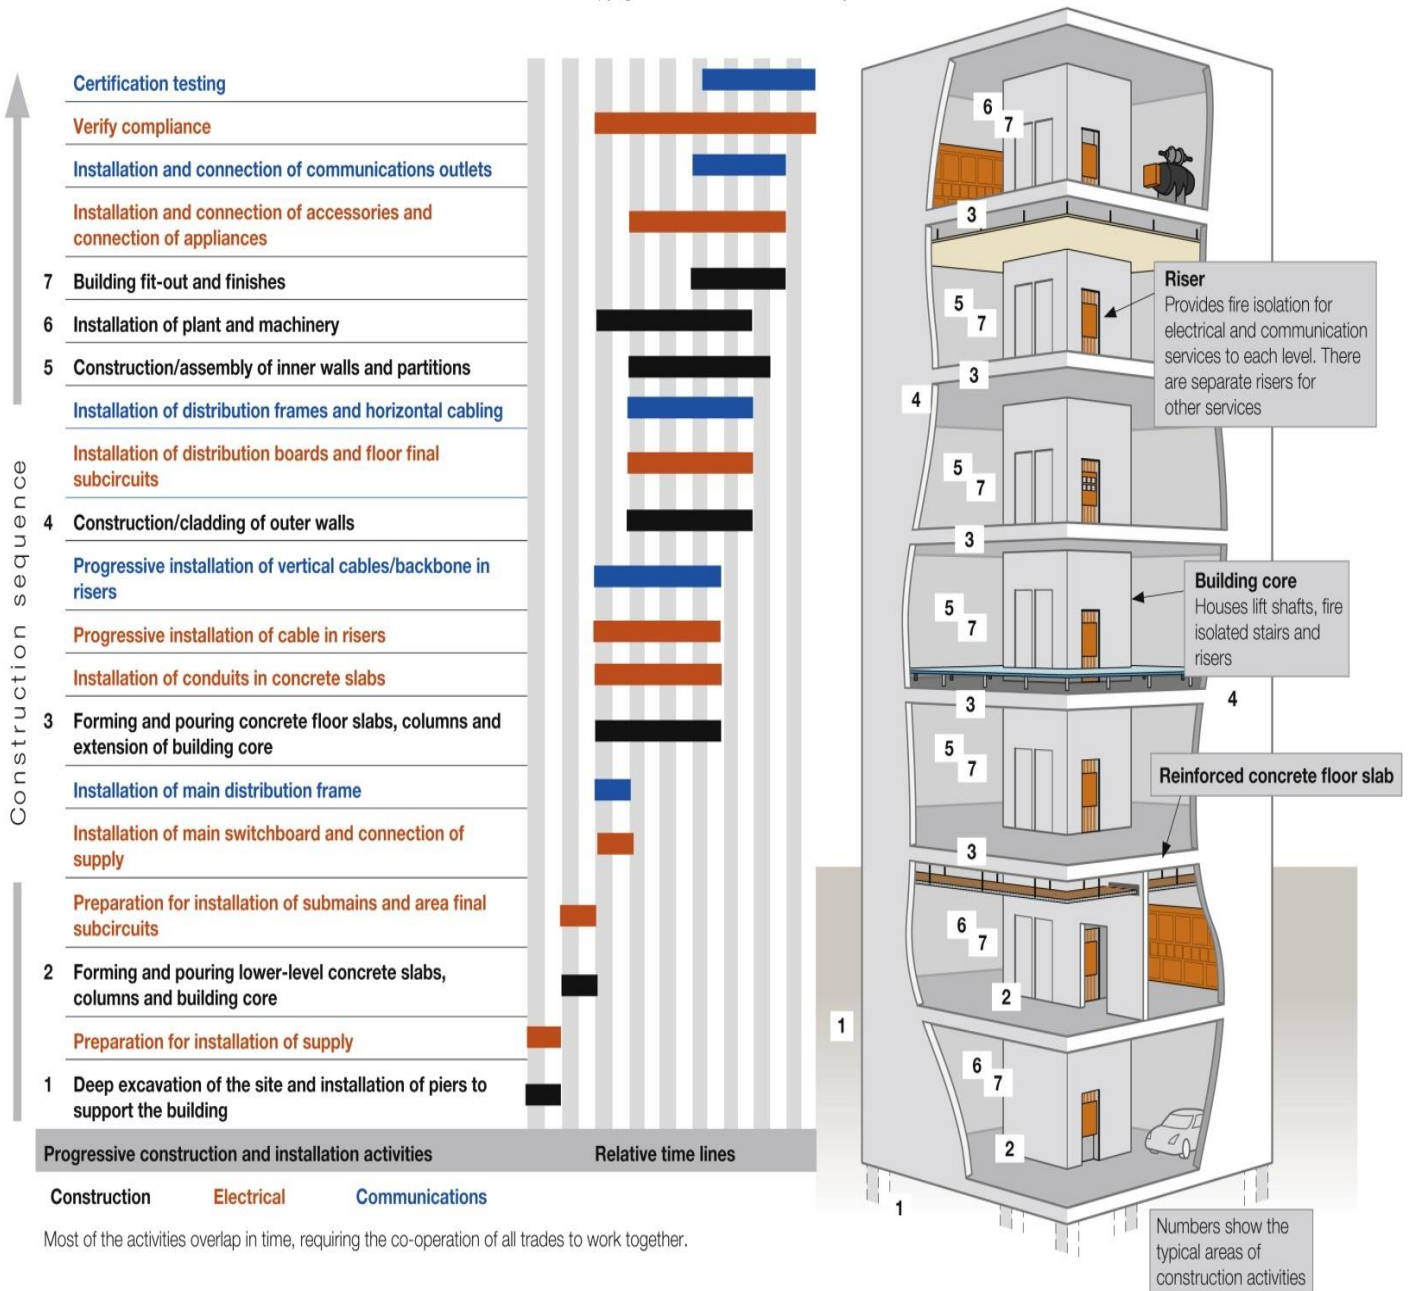 Certification testing
Verify compliance
Installation and connection of communications outlets
Installation and connection of accessories and
connection of appliances
7 Building fit-out and finishes
6 Installation of plant and machinery
5 Construction/assembly of inner walls and partitions
Installation of distribution frames and horizontal cabling
Installation of distribution boards and floor final
subcircuits
4 Construction/cladding of outer walls
Progressive installation of vertical cables/backbone in
risers
Progressive installation of cable in risers
Installation of conduits in concrete slabs
3 Forming and pouring concrete floor slabs, columns and
extension of building core
Installation of main distribution frame
Installation of main switchboard and connection of
supply
Preparation for installation of submains and area final
subcircuits
2 Forming and pouring lower-level concrete slabs,
columns and building core
Preparation for installation of supply
1 Deep excavation of the site and installation of piers to
support the building
Construction sequence
Progressive construction and installation activities Relative time lines
Construction Electrical Communications
Most of the activities overlap in time, requiring the co-operation of all trades to work together.
6
7
3
5
7
3
4
5
7
3
5
7
3
4
5
7
3
6
7
2
1
6
7
2
1
Riser
Provides fire isolation for
electrical and communication
services to each level. There
are separate risers for
other services
Building core
Houses lift shafts, fire
isolated stairs and
risers
Reinforced concrete floor slab
Numbers show the
typical areas of
construction activities